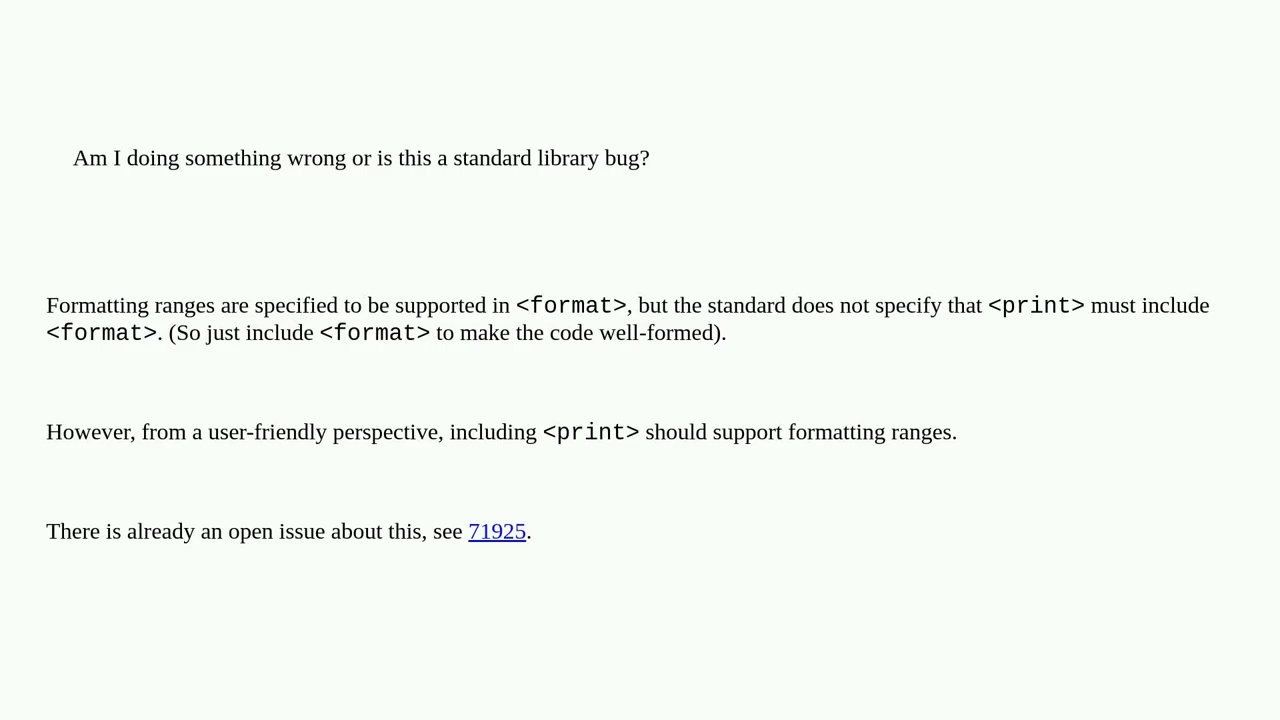 Am I doing something wrong or is this a standard library bug?
Formatting ranges are specified to be supported in <format>, but the standard does not specify that <print> must include
<format>. (So just include <format> to make the code well-formed).
However, from a user-friendly perspective, including <print> should support formatting ranges.
There is already an open issue about this, see 71925.